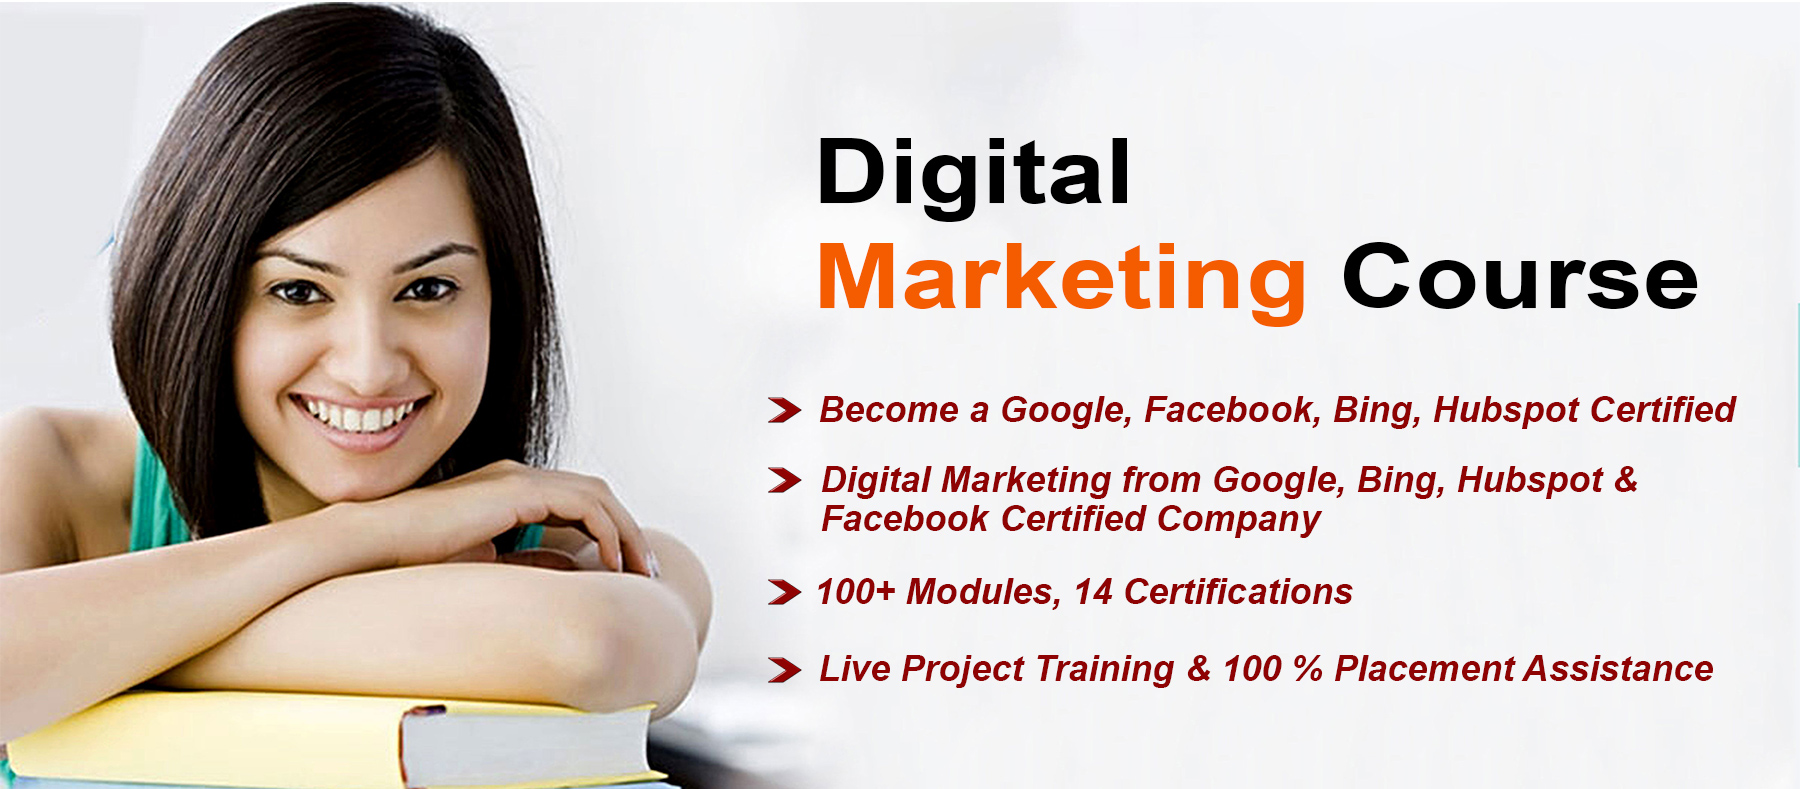 Digital
Marketing Course
Become a Google, Facebook, Bing, Hubspot Certified
Digital Marketing from Google, Bing, Hubspot &
Facebook Certified Company
100+ Modules, 14 Certifications
Live Project Training & 100 % Placement Assistance